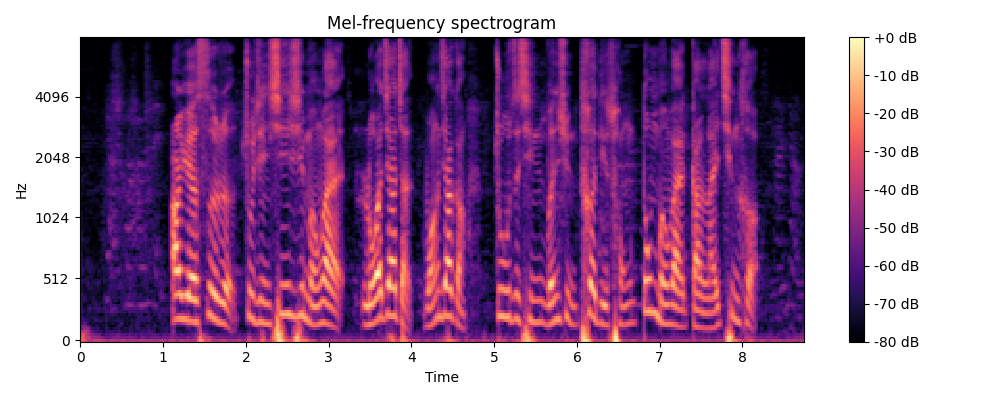 Mel-frequency spectrogram
Hz
4096
2048
1024
512
0
0 1 2 3 4 5 6 7 8
Time
+0 dB
-10 dB
-20 dB
-30 dB
-40 dB
-50 dB
-60 dB
-70 dB
-80 dB